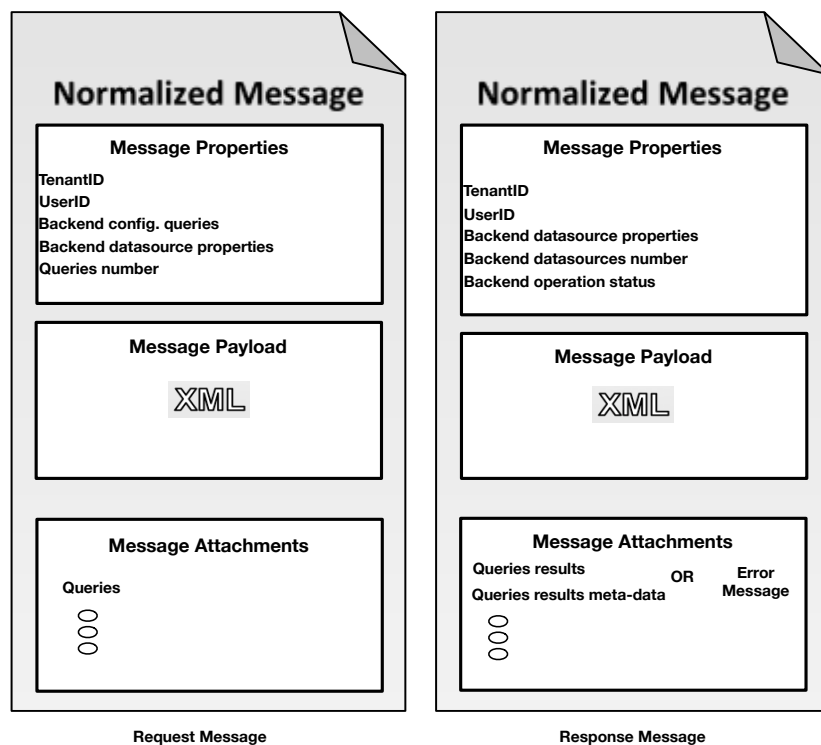 Normalized Message
Message Properties
TenantID
UserID
Backend config. queries
Backend datasource properties
Queries number
Message Payload
XML
Message Attachments
Queries
Request Message
Normalized Message
Message Properties
TenantID
UserID
Backend datasource properties
Backend datasources number
Backend operation status
Message Payload
XML
Message Attachments
Queries results
Queries results meta-data
OR
Error
Message
Response Message